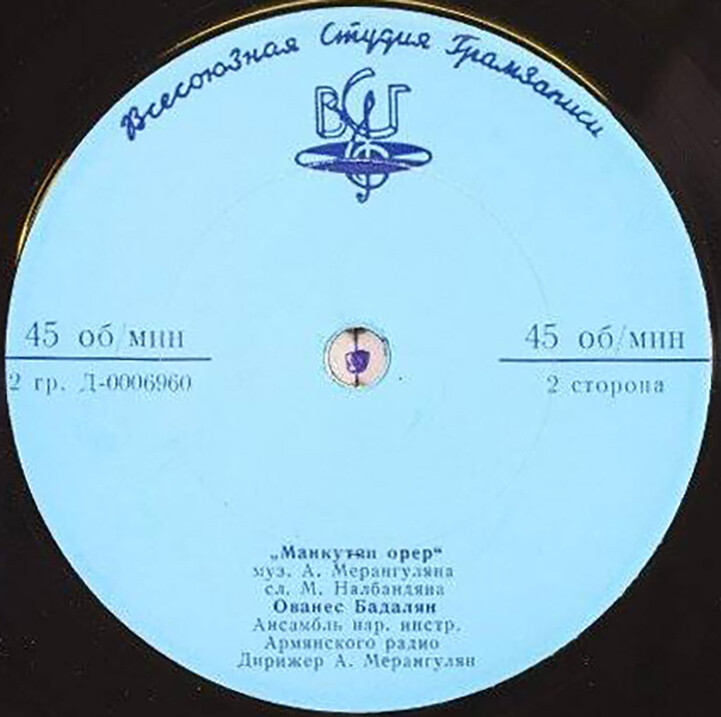 Всесоюзная Студия Грамзаписи
ВСГ
45 об/мин
2 гр. Д-0006960
45 об/мин
2 сторона
„Манкутян орер“
муз. А. Мерангуляна
сл. М. Налбандяна
Ованес Бадалян
Ансамбль нар. инстр.
Армянского радио
Дирижер А. Мерангулян